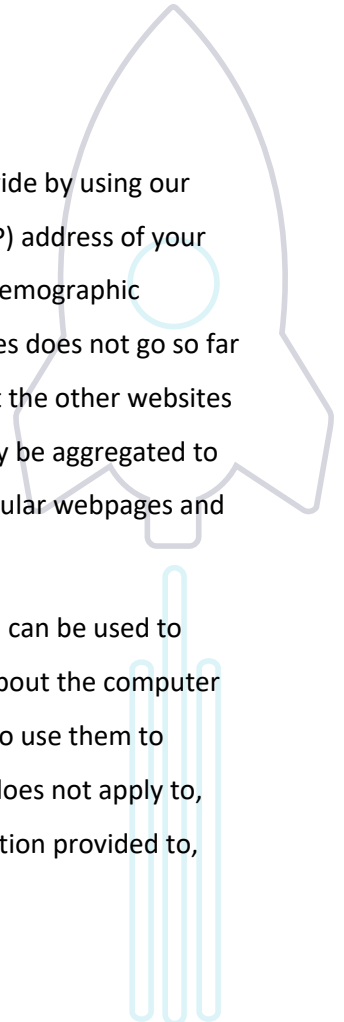 ide by using our
P) address of your
emographic
es does not go so far
t the other websites
y be aggregated to
ular webpages and
can be used to
bout the computer
o use them to
loes not apply to,
tion provided to,